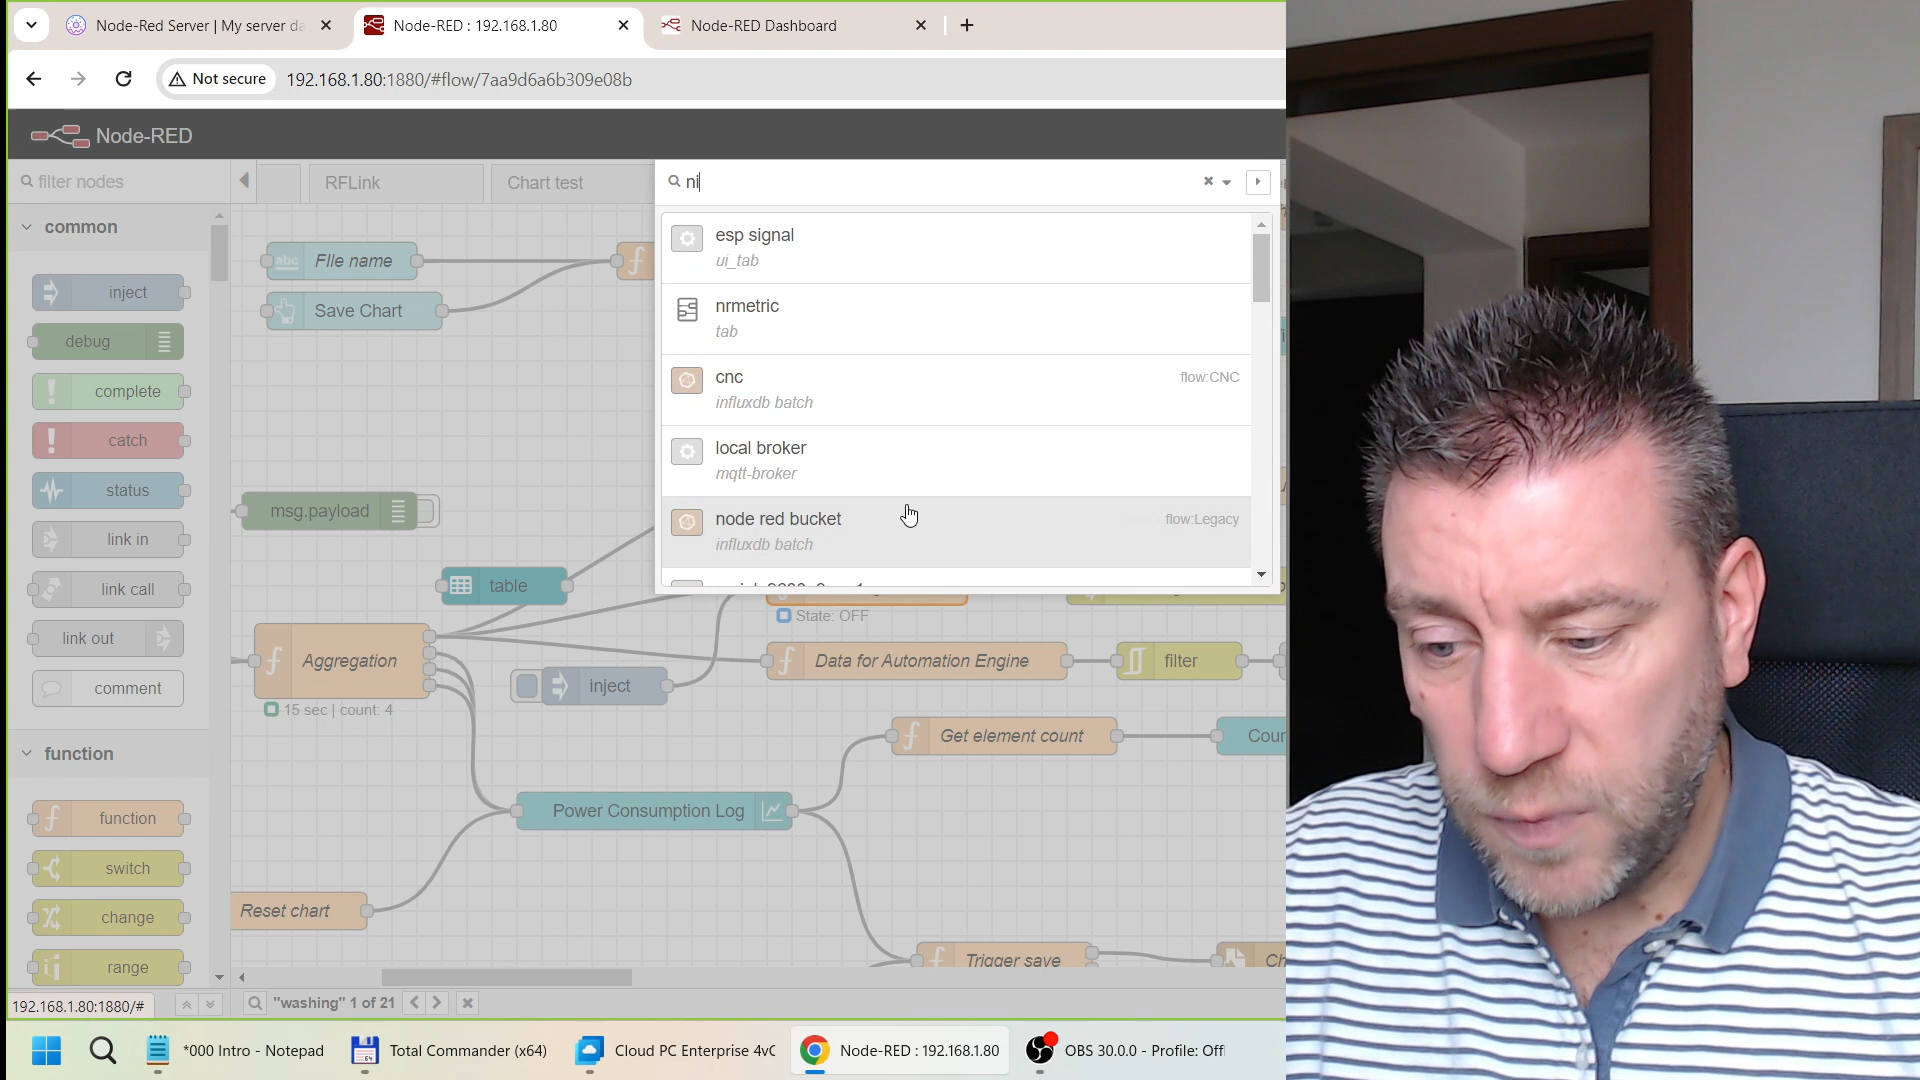 Node-Red Server | My server da
Node-RED : 192.168.1.80
Node-RED Dashboard
Not secure
192.168.1.80:1880/#flow/7aa9d6a6b309e08b
Node-RED
filter nodes
RFLink
Chart test
ni
common
inject
debug
complete
catch
status
link in
link call
link out
comment
function
function
switch
change
range
abc
FIle name
Save Chart
msg.payload
table
Aggregation
15 sec | count: 4
inject
Reset chart
esp signal
ui_tab
nrmetric
tab
cnc
flow:CNC
influxdb batch
local broker
mqtt-broker
node red bucket
flow:Legacy
influxdb batch
State: OFF
Data for Automation Engine
filter
Get element count
Coun
Power Consumption Log
Trigger save
Ch
192.168.1.80:1880/#
"washing" 1 of 21
*000 Intro - Notepad
Total Commander (x64)
Cloud PC Enterprise 4vC
Node-RED : 192.168.1.80
OBS 30.0.0 - Profile: Off